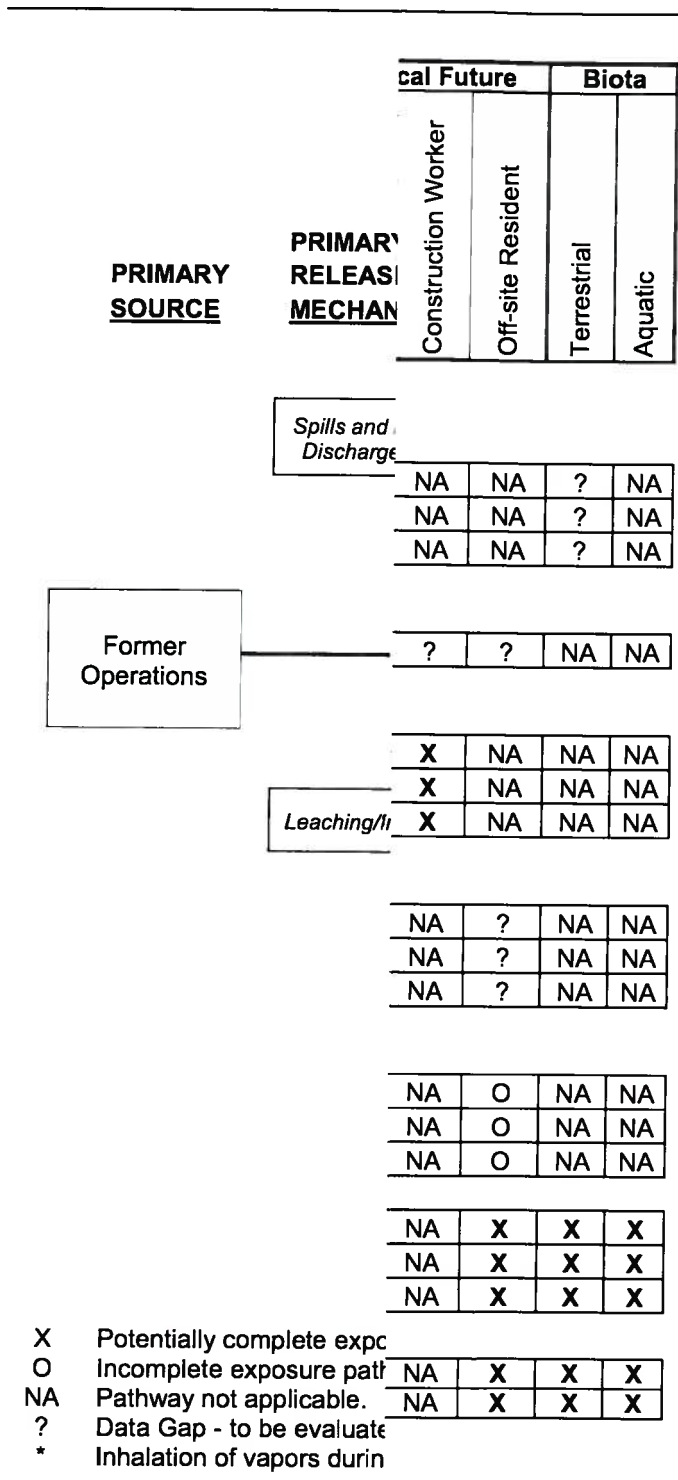 cal Future Biota
Construction Worker Off-site Resident Terrestrial Aquatic
PRIMARY
PRIMARY RELEAS
SOURCE MECHAN
Spills and
Discharge
NA NA ? NA
NA NA ? NA
NA NA ? NA
Former
Operations
? ? NA NA
X NA NA NA
X NA NA NA
Leaching/I
X NA NA NA
NA ? NA NA
NA ? NA NA
NA ? NA NA
NA O NA NA
NA O NA NA
NA O NA NA
NA X X X
NA X X X
NA X X X
X Potentially complete expo
O Incomplete exposure path
NA X X X
NA Pathway not applicable.
NA X X X
? Data Gap - to be evaluate
* Inhalation of vapors durin